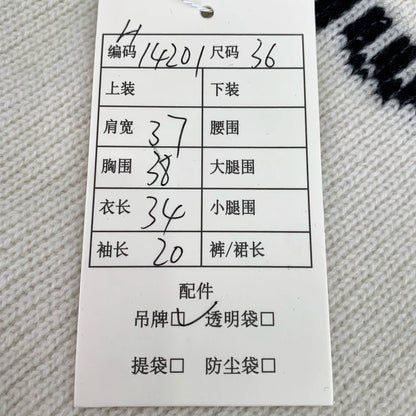 编码 H14201 尺码 36
上装 下装
肩宽 37 腰围
胸围 38 大腿围
衣长 34 小腿围
袖长 20 裤/裙长
配件
吊牌☑ 透明袋□
提袋□ 防尘袋□